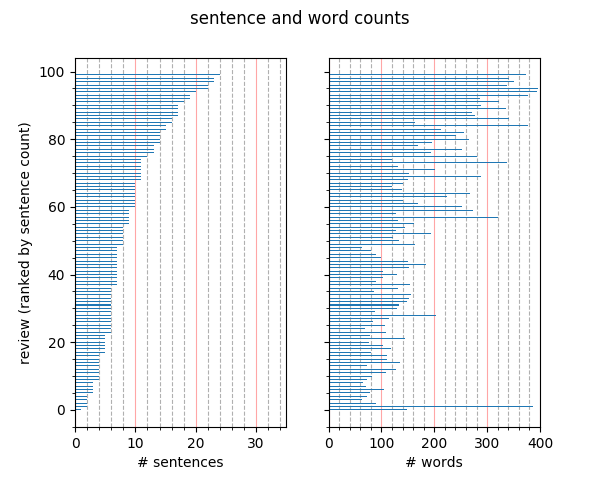 sentence and word counts
review (ranked by sentence count)
100
80
60
40
20
0
0 10 20 30
# sentences
0 100 200 300 400
# words